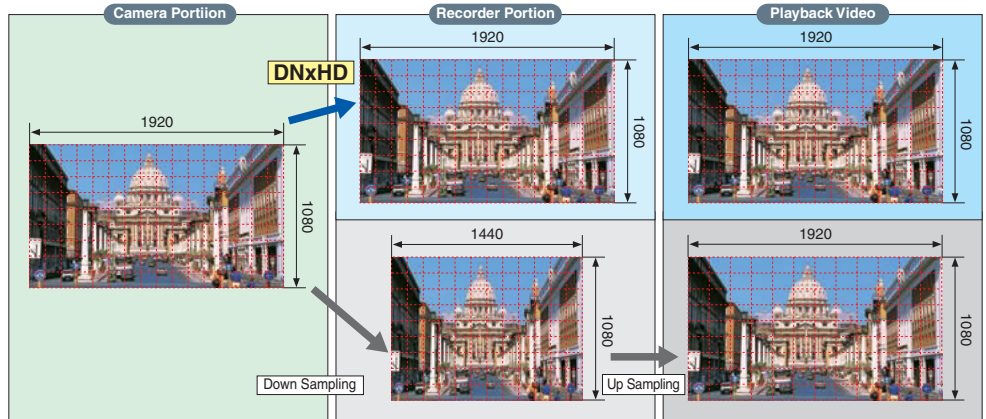 Camera Portiion
Recorder Portion
Playback Video
1920
1920
1920
DNxHD
1080
1080
1080
1440
1920
1080
1080
Down Sampling
Up Sampling